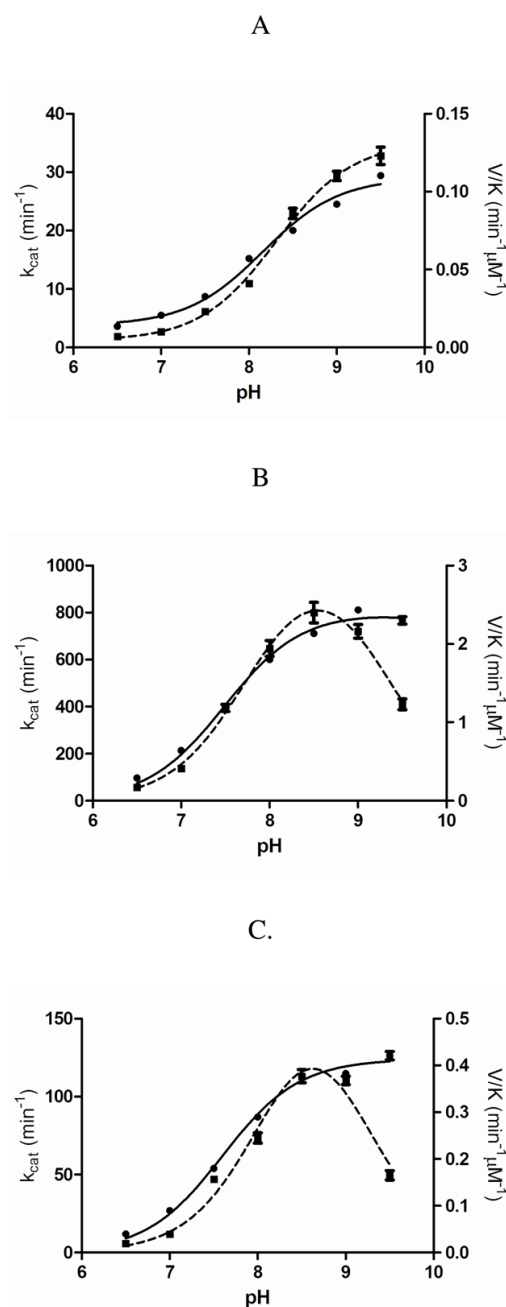 A
40
30
20
10
0
k_cat (min⁻¹)
0.15
0.10
0.05
0.00
V/K (min⁻¹μM⁻¹)
6 7 8 9 10
pH
B
1000
800
600
400
200
0
k_cat (min⁻¹)
3
2
1
0
V/K (min⁻¹μM⁻¹)
6 7 8 9 10
pH
C.
150
100
50
0
k_cat (min⁻¹)
0.5
0.4
0.3
0.2
0.1
0.0
V/K (min⁻¹μM⁻¹)
6 7 8 9 10
pH